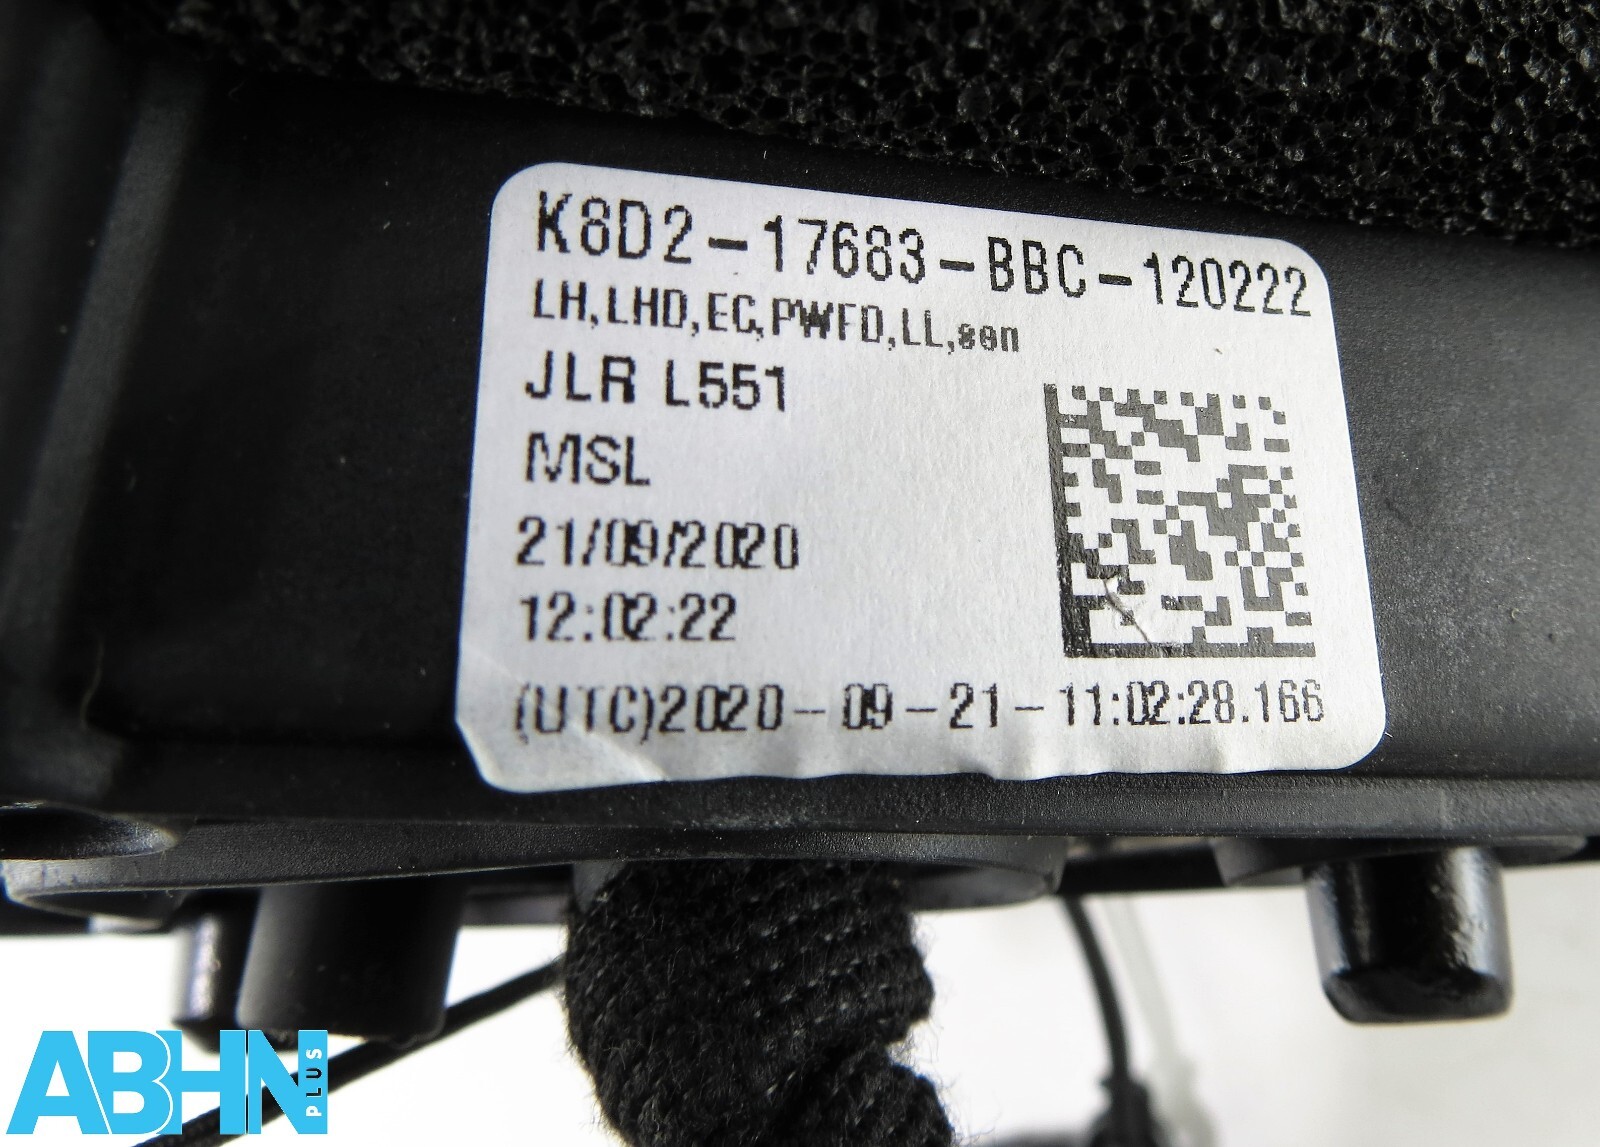 K8D2-17683-BBC-120222
LH,LHD,EC,PWFD,LL,sen
JLR L551
MSL
21/09/2020
12:02:22
(UTC)2020-09-21-11:02:28.166
ABHN PLUS